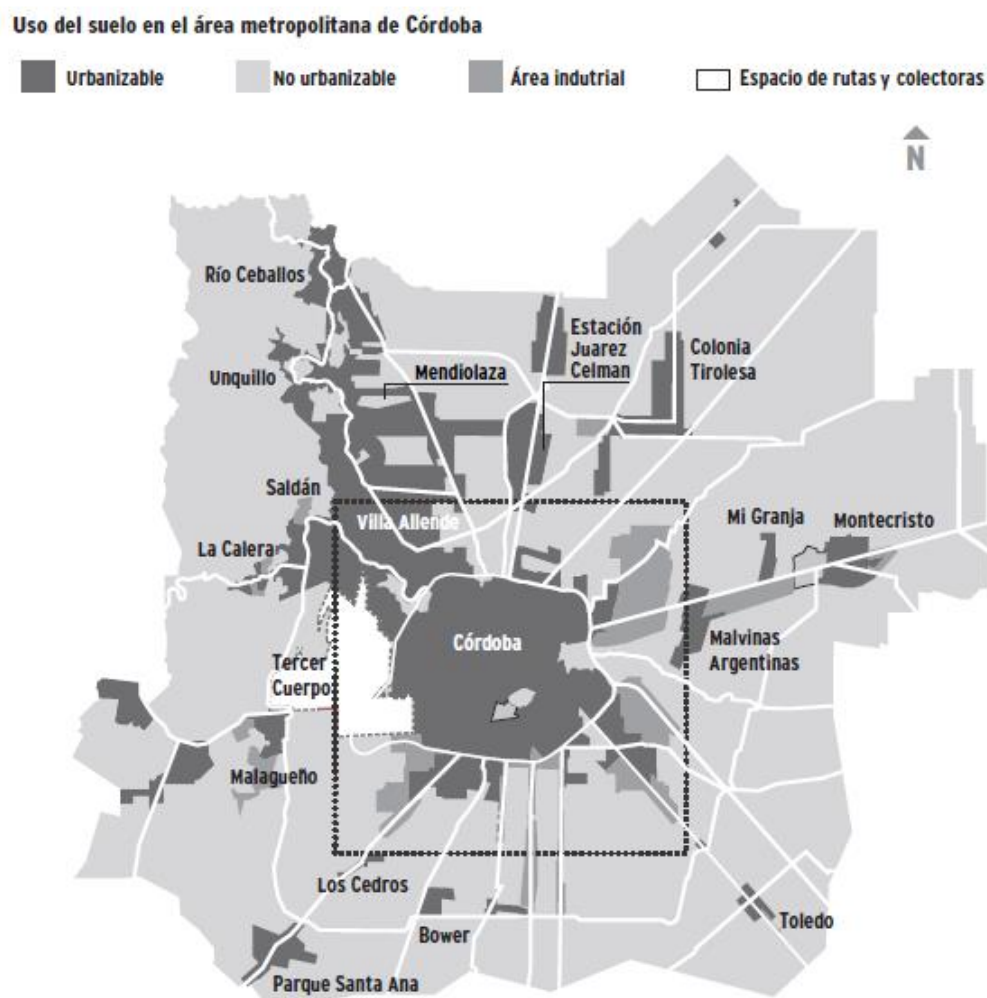 Uso del suelo en el área metropolitana de Córdoba
Urbanizable
No urbanizable
Área indutrial
Espacio de rutas y colectoras
N
Río Ceballos
Estación
Juarez
Celman
Colonia
Tirolesa
Unquillo
Mendiolaza
Saldán
Villa Allende
Mi Granja
Montecristo
La Calera
Córdoba
Malvinas
Argentinas
Tercer
Cuerpo
Malagueño
Los Cedros
Toledo
Bower
Parque Santa Ana